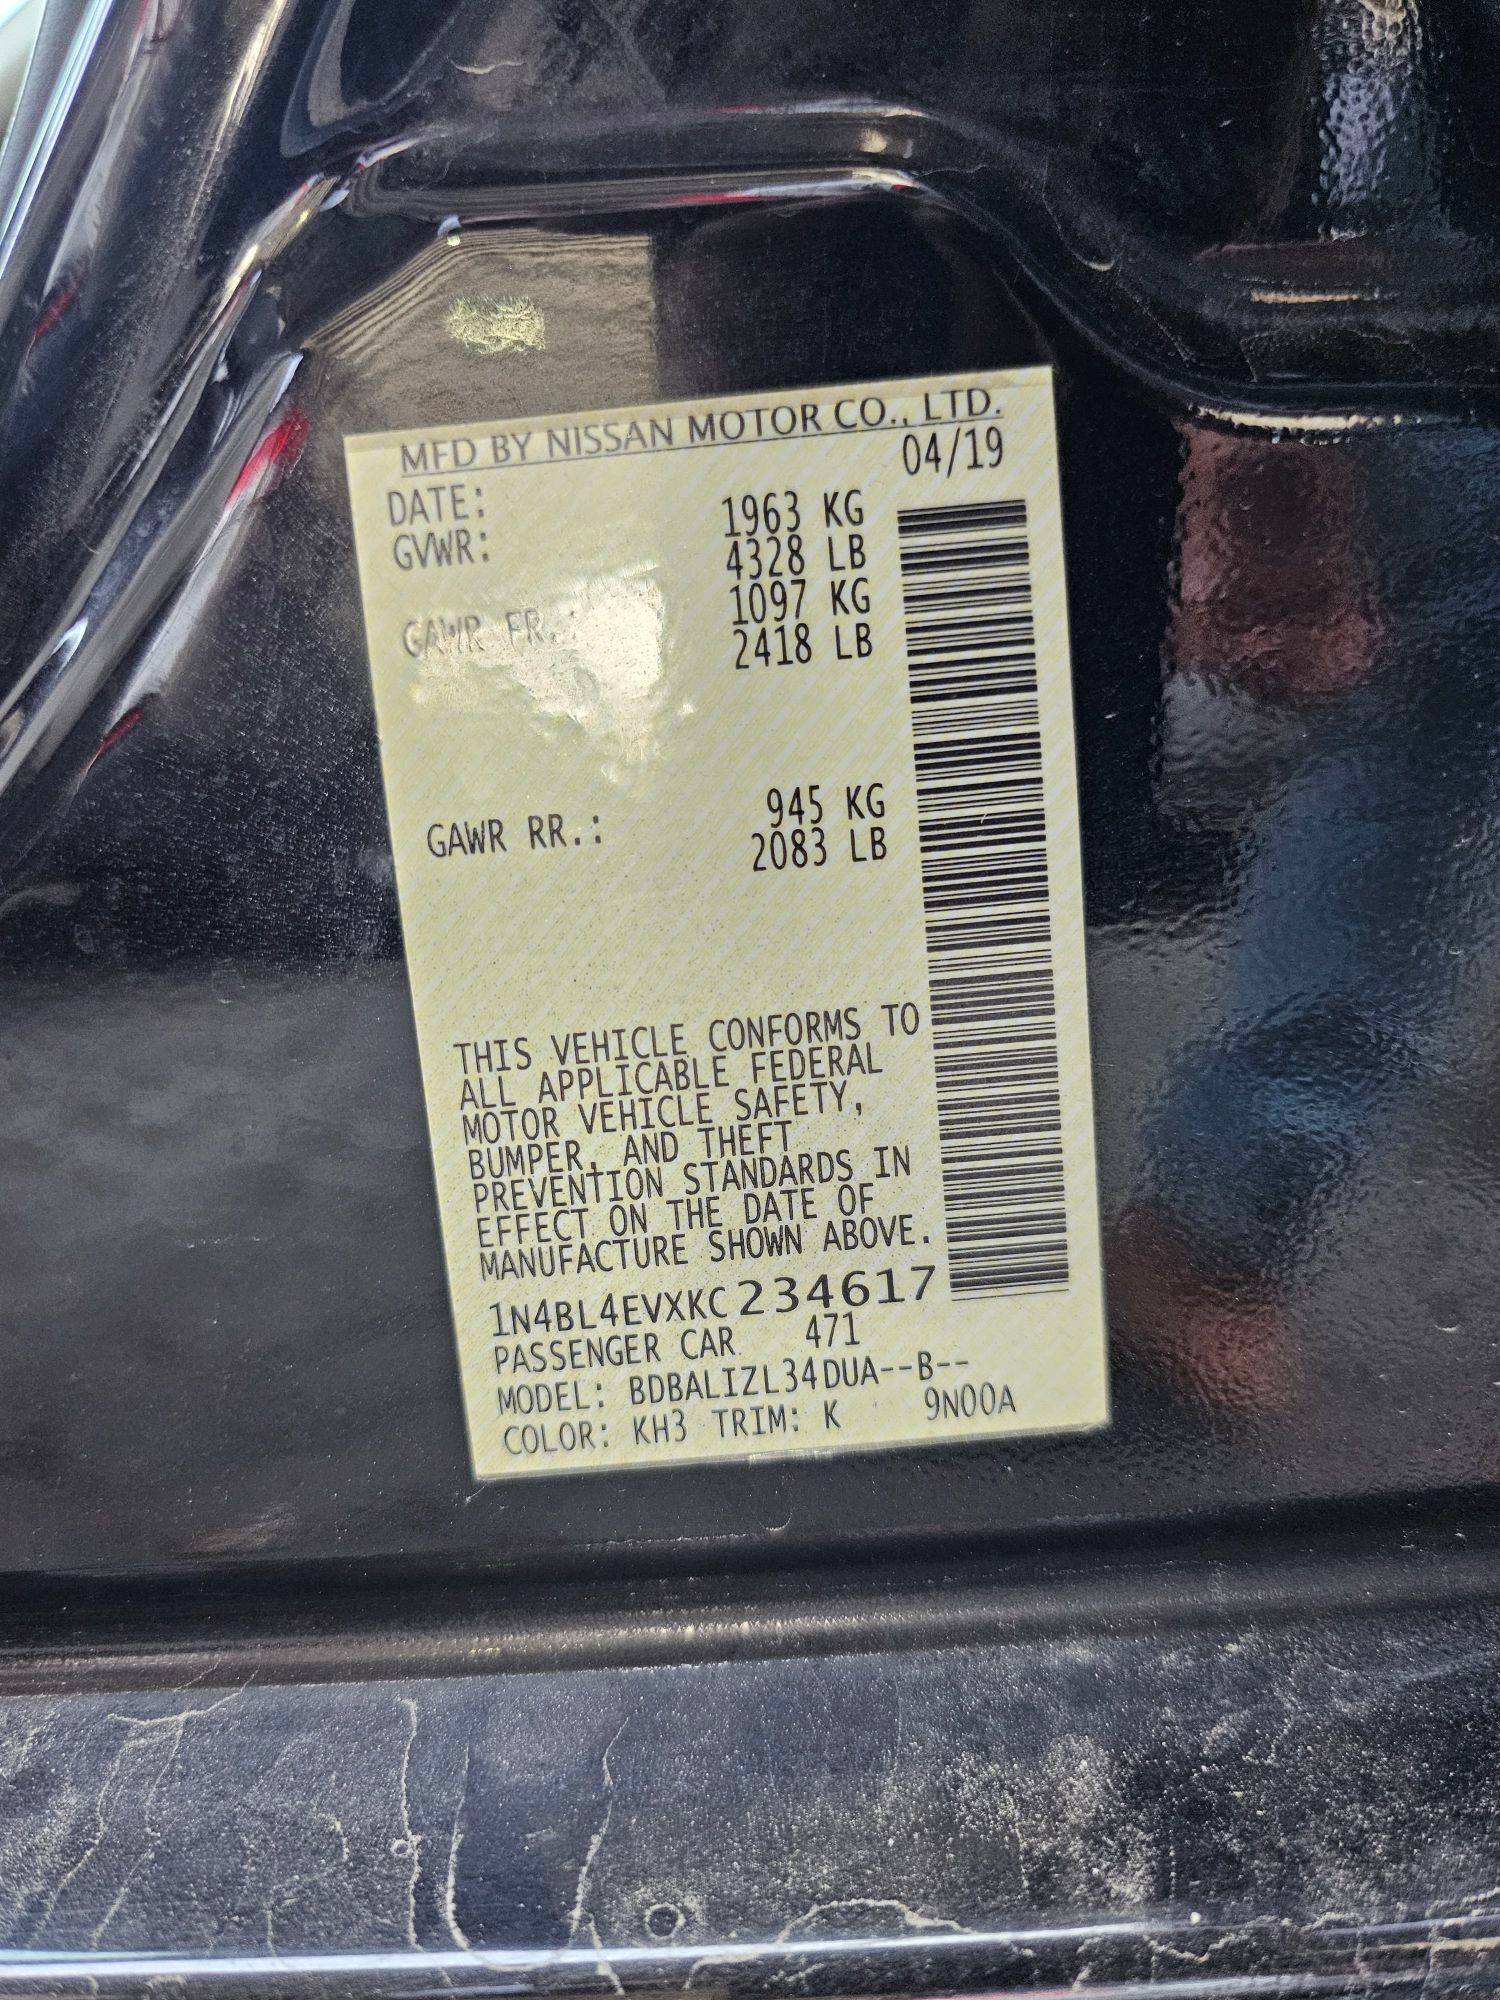 MFD BY NISSAN MOTOR CO., LTD.
DATE: 04/19
GVWR: 1963 KG
4328 LB
GAWR FR.: 1097 KG
2418 LB
GAWR RR.: 945 KG
2083 LB
THIS VEHICLE CONFORMS TO
ALL APPLICABLE FEDERAL
MOTOR VEHICLE SAFETY,
BUMPER, AND THEFT
PREVENTION STANDARDS IN
EFFECT ON THE DATE OF
MANUFACTURE SHOWN ABOVE.
1N4BL4EVXKC234617
PASSENGER CAR 471
MODEL: BDBALIZL34DUA--B--
COLOR: KH3 TRIM: K 9N00A